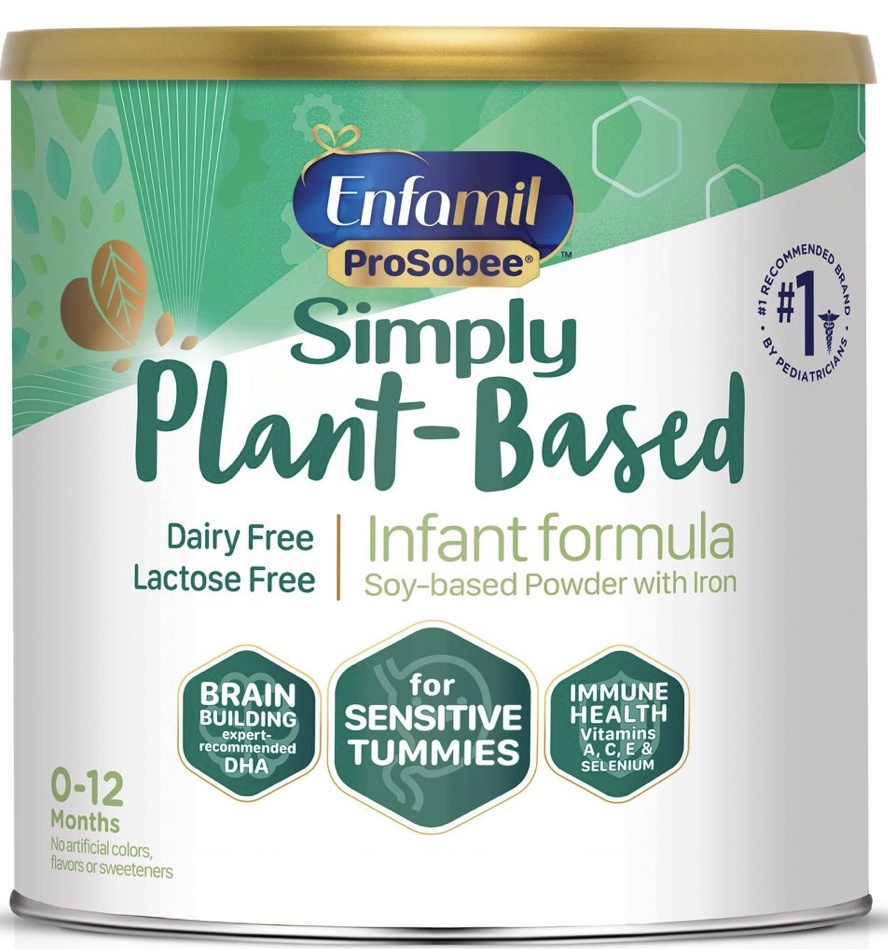 Enfamil
™
ProSobee®
#1 RECOMMENDED BRAND
#1
• BY PEDIATRICIANS •
Simply
Plant-Based
Dairy Free
Lactose Free
Infant formula
Soy-based Powder with Iron
BRAIN
BUILDING
expert-
recommended
DHA
for
SENSITIVE
TUMMIES
IMMUNE
HEALTH
Vitamins
A, C, E &
SELENIUM
0-12
Months
No artificial colors,
flavors or sweeteners